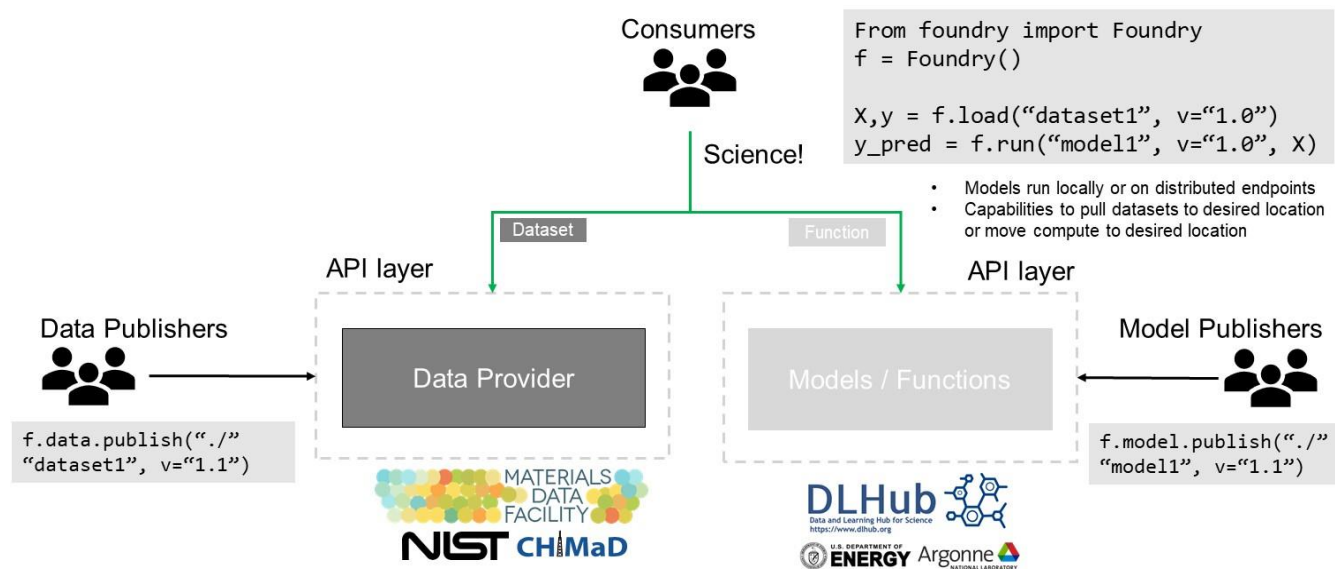 Consumers
From foundry import Foundry
f = Foundry()
X,y = f.load(“dataset1”, v=“1.0”)
y_pred = f.run(“model1”, v=“1.0”, X)
Science!
• Models run locally or on distributed endpoints
• Capabilities to pull datasets to desired location
or move compute to desired location
Dataset
Function
API layer
API layer
Data Publishers
Data Provider
Models / Functions
Model Publishers
f.data.publish(“./”
“dataset1”, v=“1.1”)
f.model.publish(“./”
“model1”, v=“1.1”)
MATERIALS
DATA
FACILITY
NIST CHiMaD
DLHub
Data and Learning Hub for Science
https://www.dlhub.org
U.S. DEPARTMENT OF
ENERGY
Argonne
NATIONAL LABORATORY